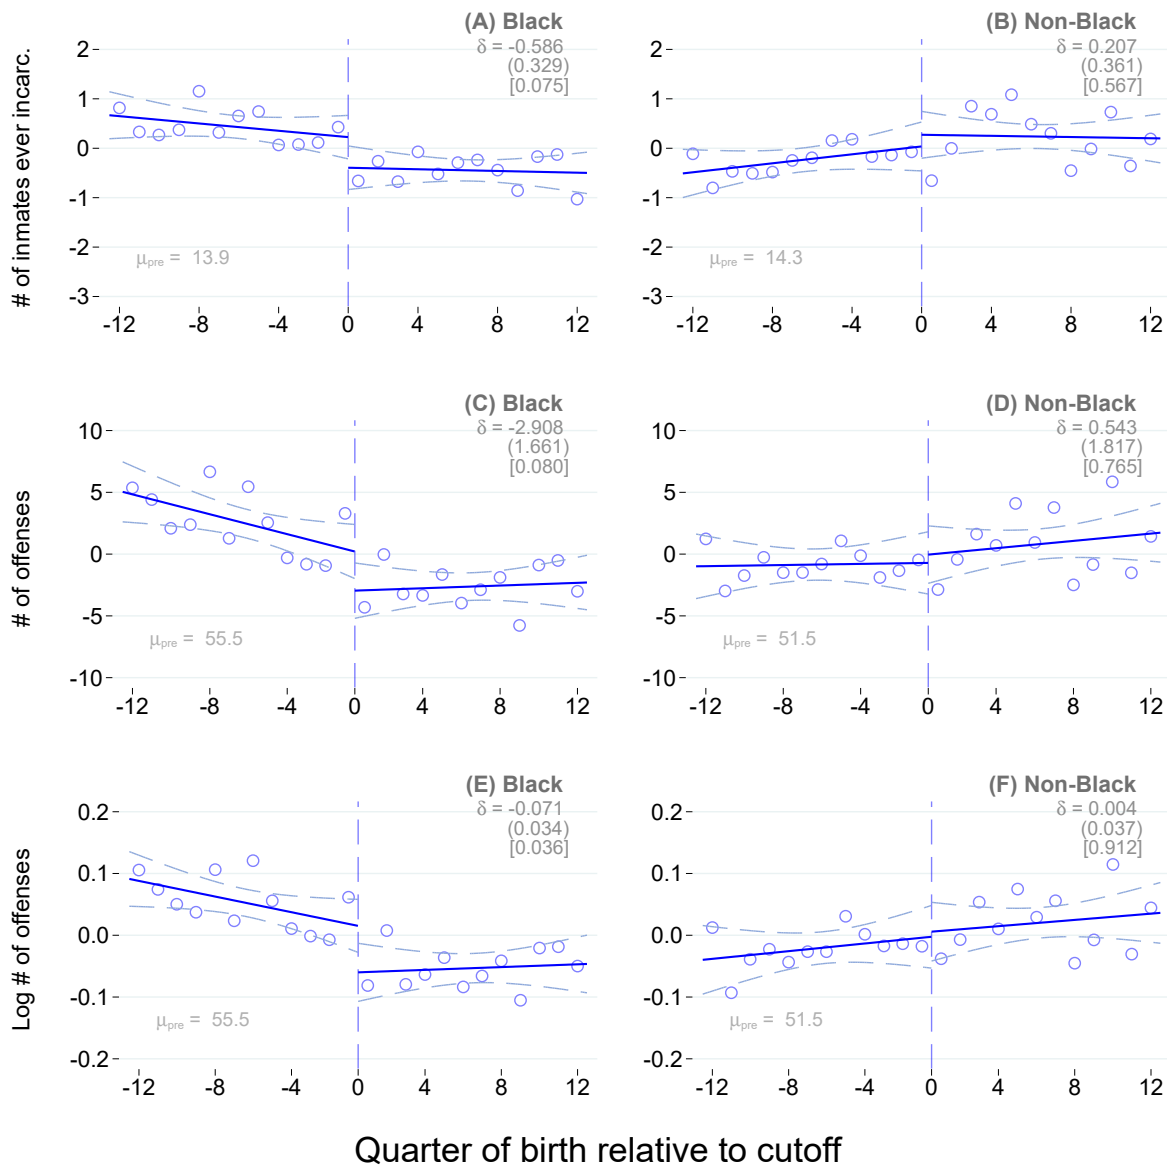 (A) Black
δ = -0.586
(0.329)
[0.075]
# of inmates ever incarc.
2
1
0
-1
-2
-3
μpre = 13.9
-12 -8 -4 0 4 8 12
(B) Non-Black
δ = 0.207
(0.361)
[0.567]
2
1
0
-1
-2
-3
μpre = 14.3
-12 -8 -4 0 4 8 12
(C) Black
δ = -2.908
(1.661)
[0.080]
# of offenses
10
5
0
-5
-10
μpre = 55.5
-12 -8 -4 0 4 8 12
(D) Non-Black
δ = 0.543
(1.817)
[0.765]
10
5
0
-5
-10
μpre = 51.5
-12 -8 -4 0 4 8 12
(E) Black
δ = -0.071
(0.034)
[0.036]
Log # of offenses
0.2
0.1
0.0
-0.1
-0.2
μpre = 55.5
-12 -8 -4 0 4 8 12
(F) Non-Black
δ = 0.004
(0.037)
[0.912]
0.2
0.1
0.0
-0.1
-0.2
μpre = 51.5
-12 -8 -4 0 4 8 12
Quarter of birth relative to cutoff